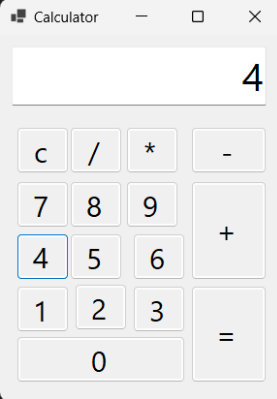 Calculator
4
c / * -
7 8 9
+
4 5 6
1 2 3
=
0